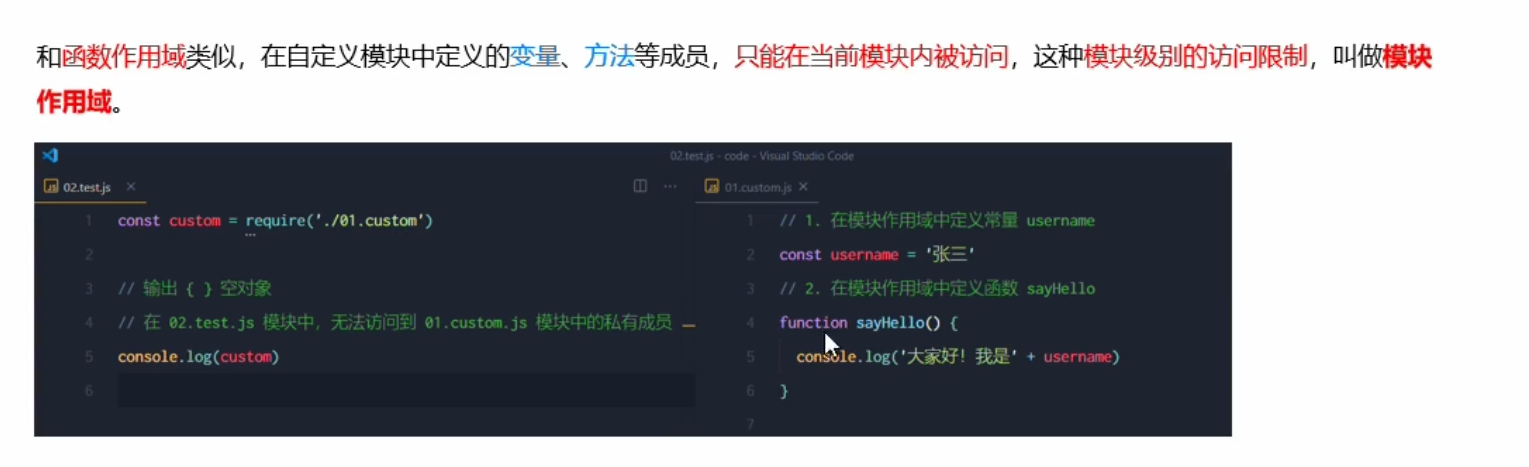 和函数作用域类似，在自定义模块中定义的变量、方法等成员，只能在当前模块内被访问，这种模块级别的访问限制，叫做模块
作用域。
02.test.js - code - Visual Studio Code
02.test.js
1 const custom = require('./01.custom')
2
3 // 输出 { } 空对象
4 // 在 02.test.js 模块中，无法访问到 01.custom.js 模块中的私有成员
5 console.log(custom)
6
01.custom.js
1 // 1. 在模块作用域中定义常量 username
2 const username = '张三'
3 // 2. 在模块作用域中定义函数 sayHello
4 function sayHello() {
5 console.log('大家好！我是' + username)
6 }
7